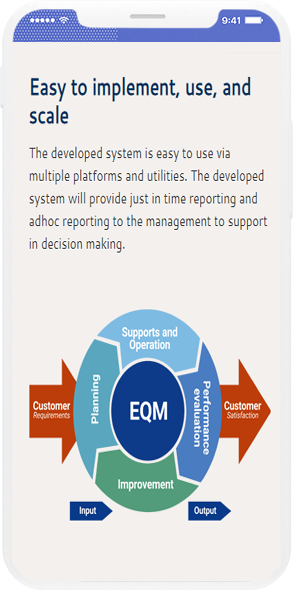 9:41
Easy to implement, use, and
scale
The developed system is easy to use via
multiple platforms and utilities. The developed
system will provide just in time reporting and
adhoc reporting to the management to support
in decision making.
Supports and
Operation
Planning
Performance
evaluation
Customer
Requirements
EQM
Customer
Satisfaction
Improvement
Input
Output